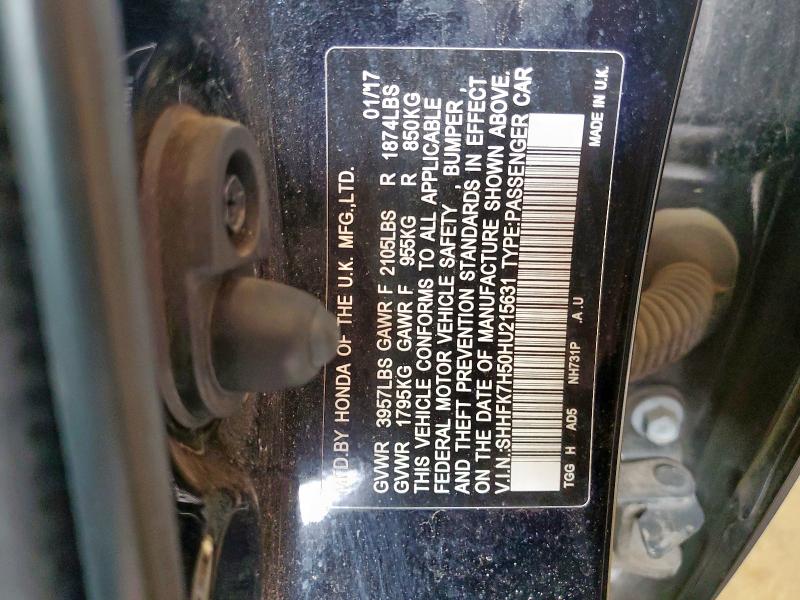 MFD.BY HONDA OF THE U.K. MFG.,LTD.
01/17
GVWR 3957LBS GAWR F 2105LBS R 1874LBS
GVWR 1795KG GAWR F 955KG R 850KG
THIS VEHICLE CONFORMS TO ALL APPLICABLE
FEDERAL MOTOR VEHICLE SAFETY , BUMPER ,
AND THEFT PREVENTION STANDARDS IN EFFECT
ON THE DATE OF MANUFACTURE SHOWN ABOVE.
V.I.N.:SHHFK7H50HU215631 TYPE:PASSENGER CAR
TGG H AD5 NH731P .A U
MADE IN U.K.